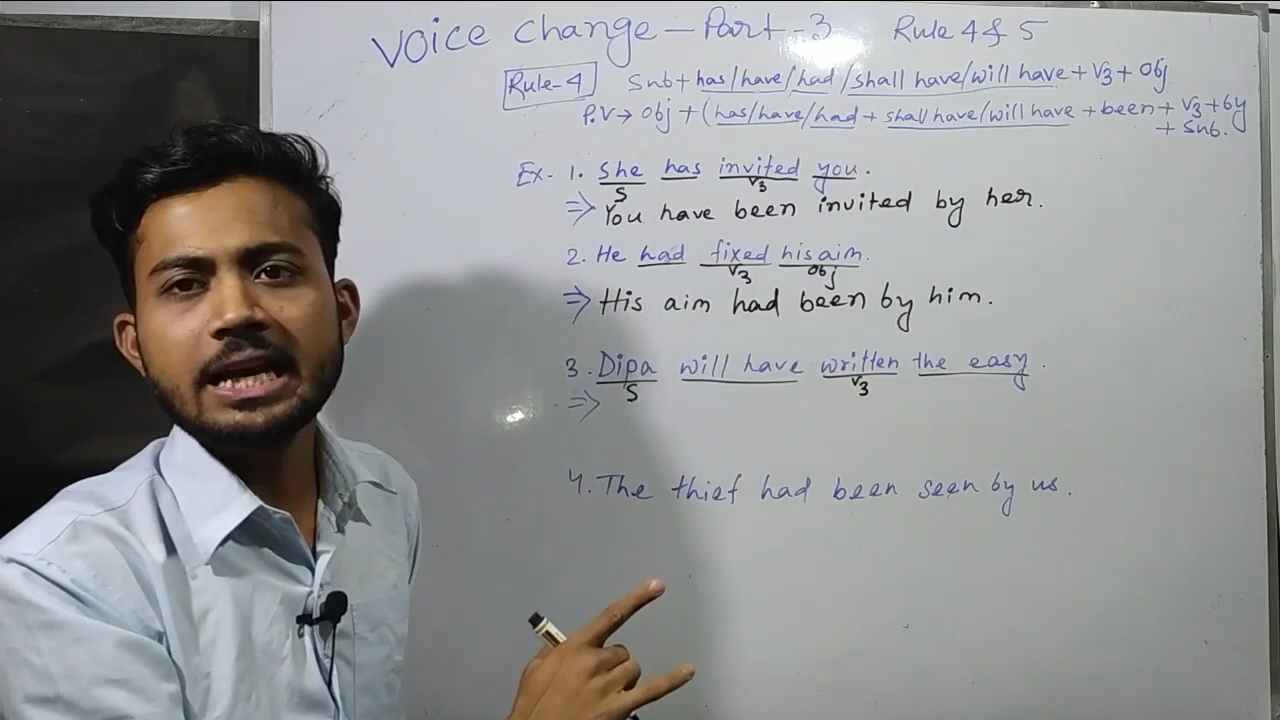 Voice change - Part - 3 Rule 4 & 5
Rule-4 Sub + has/have/had/shall have/will have + V3 + Obj
P.V → Obj + (has/have/had + shall have/will have + been + V3 + by
+ Sub.
Ex- 1. She has invited you.
S V3
⇒ You have been invited by her.
2. He had fixed his aim.
V3 Obj
⇒ His aim had been by him.
3. Dipa will have written the easy.
S V3
⇒
4. The thief had been seen by us.